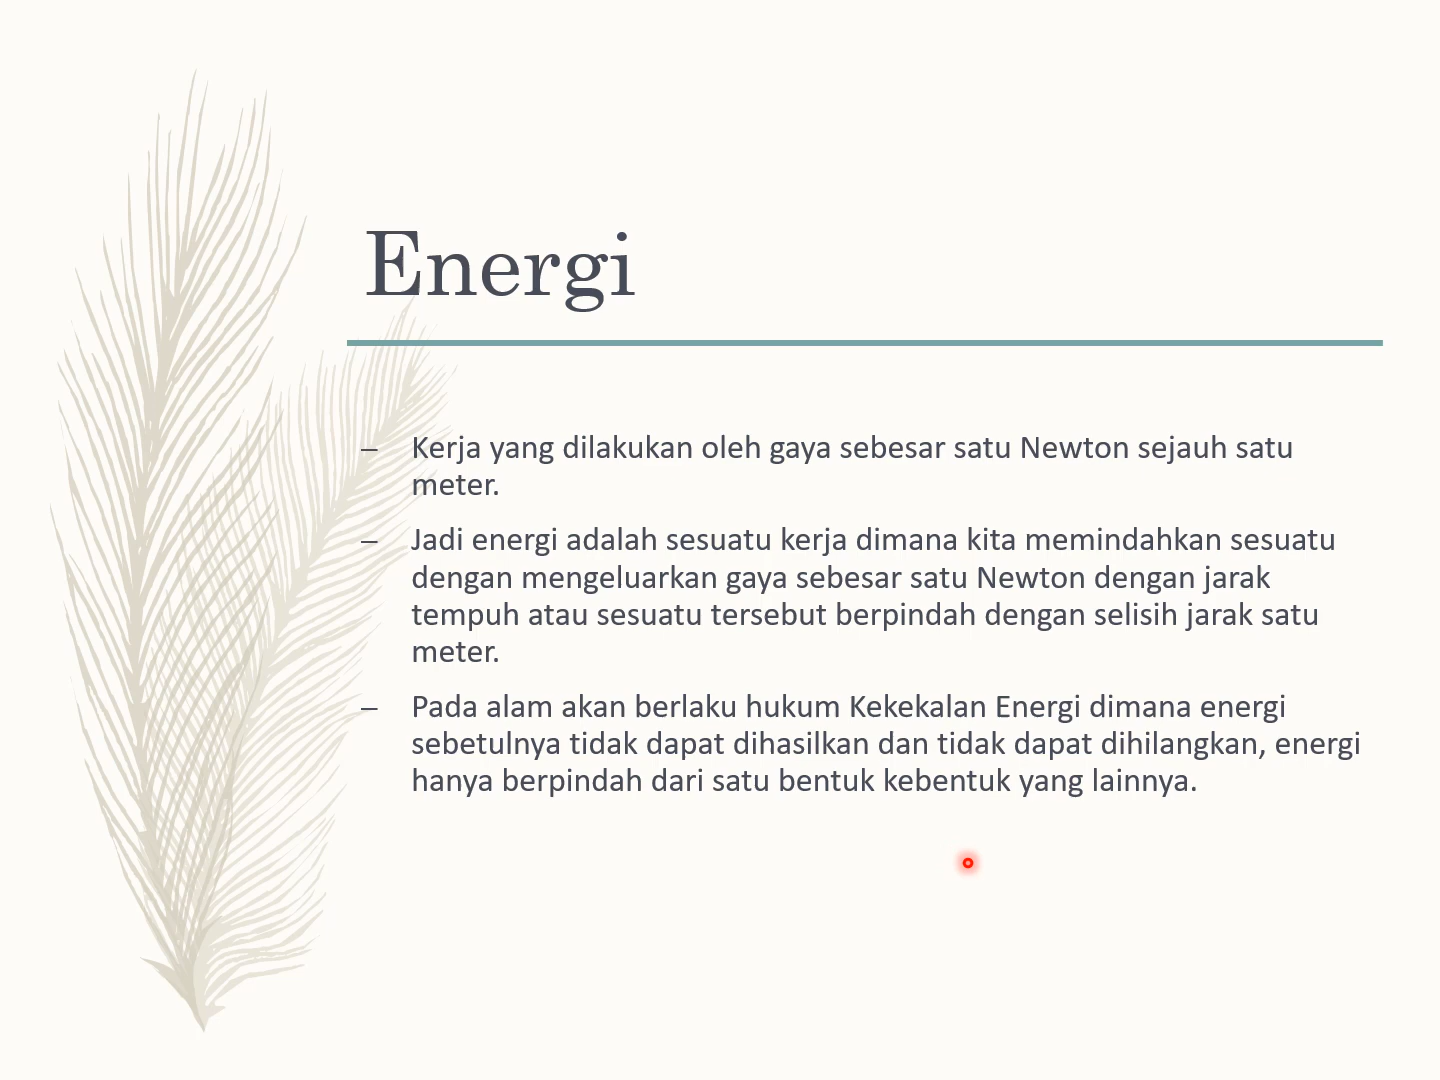 Energi
– Kerja yang dilakukan oleh gaya sebesar satu Newton sejauh satu
meter.
– Jadi energi adalah sesuatu kerja dimana kita memindahkan sesuatu
dengan mengeluarkan gaya sebesar satu Newton dengan jarak
tempuh atau sesuatu tersebut berpindah dengan selisih jarak satu
meter.
– Pada alam akan berlaku hukum Kekekalan Energi dimana energi
sebetulnya tidak dapat dihasilkan dan tidak dapat dihilangkan, energi
hanya berpindah dari satu bentuk kebentuk yang lainnya.